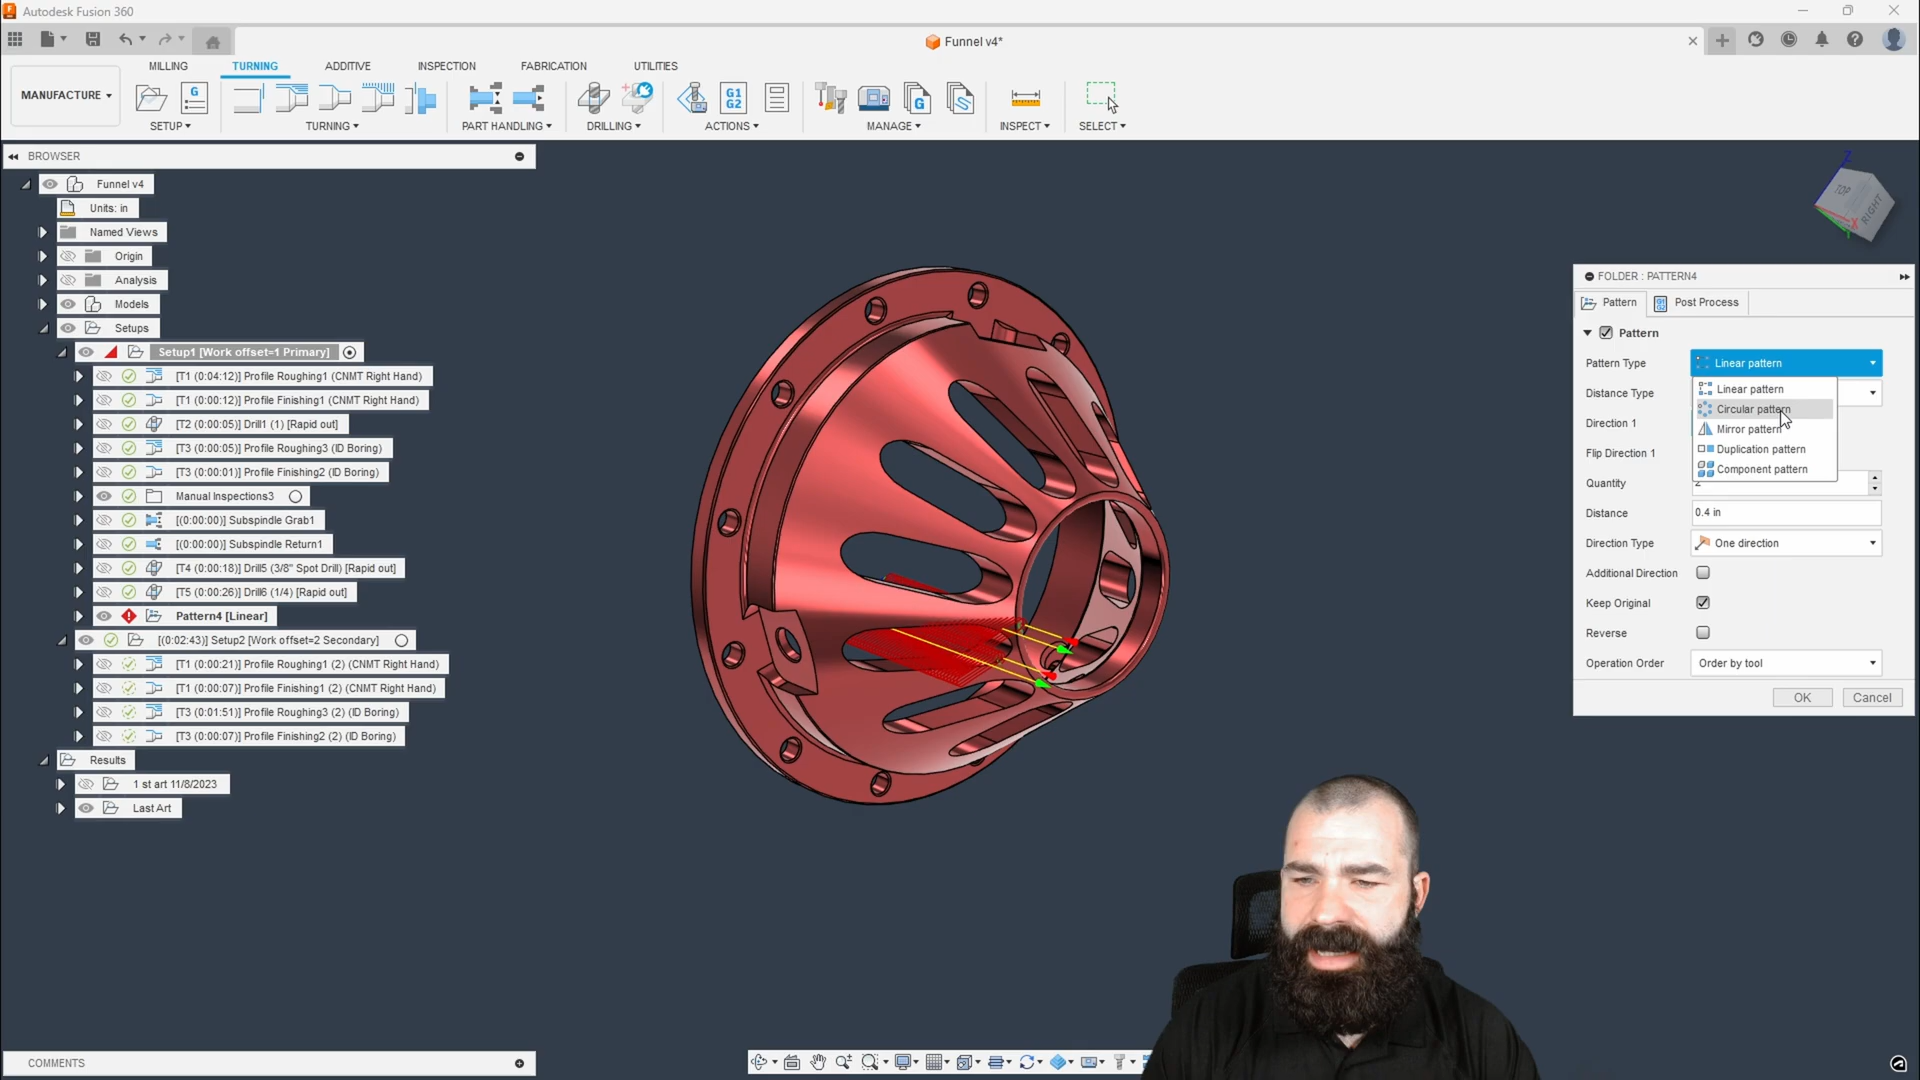 Autodesk Fusion 360
Funnel v4*
MILLING TURNING ADDITIVE INSPECTION FABRICATION UTILITIES
MANUFACTURE
SETUP TURNING PART HANDLING DRILLING ACTIONS MANAGE INSPECT SELECT
BROWSER
Funnel v4
Units: in
Named Views
Origin
Analysis
Models
Setups
Setup1 [Work offset=1 Primary]
[T1 (0:04:12)] Profile Roughing1 (CNMT Right Hand)
[T1 (0:00:12)] Profile Finishing1 (CNMT Right Hand)
[T2 (0:00:05)] Drill1 (1) [Rapid out]
[T3 (0:00:05)] Profile Roughing3 (ID Boring)
[T3 (0:00:01)] Profile Finishing2 (ID Boring)
Manual Inspections3
[(0:00:00)] Subspindle Grab1
[(0:00:00)] Subspindle Return1
[T4 (0:00:18)] Drill5 (3/8" Spot Drill) [Rapid out]
[T5 (0:00:26)] Drill6 (1/4) [Rapid out]
Pattern4 [Linear]
[(0:02:43)] Setup2 [Work offset=2 Secondary]
[T1 (0:00:21)] Profile Roughing1 (2) (CNMT Right Hand)
[T1 (0:00:07)] Profile Finishing1 (2) (CNMT Right Hand)
[T3 (0:01:51)] Profile Roughing3 (2) (ID Boring)
[T3 (0:00:07)] Profile Finishing2 (2) (ID Boring)
Results
1 st art 11/8/2023
Last Art
COMMENTS
Z
TOP
RIGHT
X
Y
FOLDER : PATTERN4
Pattern Post Process
Pattern
Pattern Type Linear pattern
Linear pattern
Circular pattern
Mirror pattern
Duplication pattern
Component pattern
Distance Type
Direction 1
Flip Direction 1
Quantity
Distance 0.4 in
Direction Type One direction
Additional Direction
Keep Original
Reverse
Operation Order Order by tool
OK Cancel